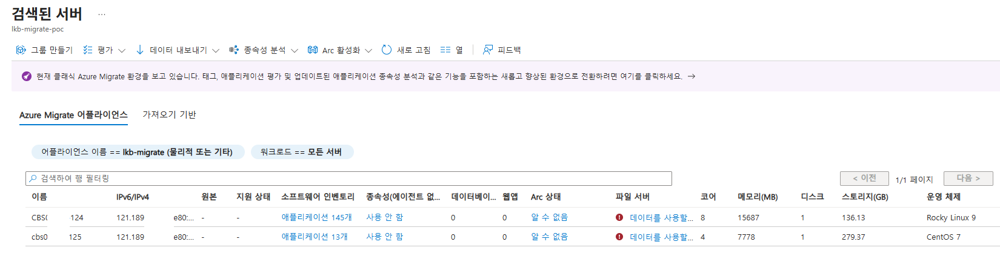 검색된 서버 ...
lkb-migrate-poc
그룹 만들기 평가 데이터 내보내기 종속성 분석 Arc 활성화 새로 고침 열 피드백
현재 클래식 Azure Migrate 환경을 보고 있습니다. 태그, 애플리케이션 평가 및 업데이트된 애플리케이션 종속성 분석과 같은 기능을 포함하는 새롭고 향상된 환경으로 전환하려면 여기를 클릭하세요. →
Azure Migrate 어플라이언스 가져오기 기반
어플라이언스 이름 == lkb-migrate (물리적 또는 기타) 워크로드 == 모든 서버
검색하여 행 필터링 < 이전 1/1 페이지 다음 >
이름 IPv6/IPv4 원본 지원 상태 소프트웨어 인벤토리 종속성(에이전트 없... 데이터베이... 웹앱 Arc 상태 파일 서버 코어 메모리(MB) 디스크 스토리지(GB) 운영 체제
CBS0 124 121.189 e80:... - - 애플리케이션 145개 사용 안 함 0 0 알 수 없음 데이터를 사용할... 8 15687 1 136.13 Rocky Linux 9
cbs0 125 121.189 e80:... - - 애플리케이션 13개 사용 안 함 0 0 알 수 없음 데이터를 사용할... 4 7778 1 279.37 CentOS 7